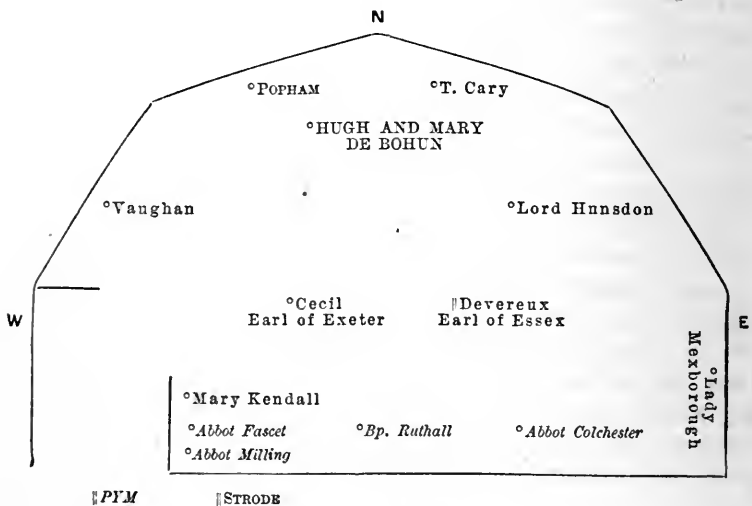 N
°POPHAM
°T. Cary
°HUGH AND MARY
DE BOHUN
°Vaughan
°Lord Hnnsdon
°Cecil
Earl of Exeter
Devereux
Earl of Essex
W
E
°Lady
Mexborough
°Mary Kendall
°Abbot Fascet
°Bp. Ruthall
°Abbot Colchester
°Abbot Milling
PYM
STRODE